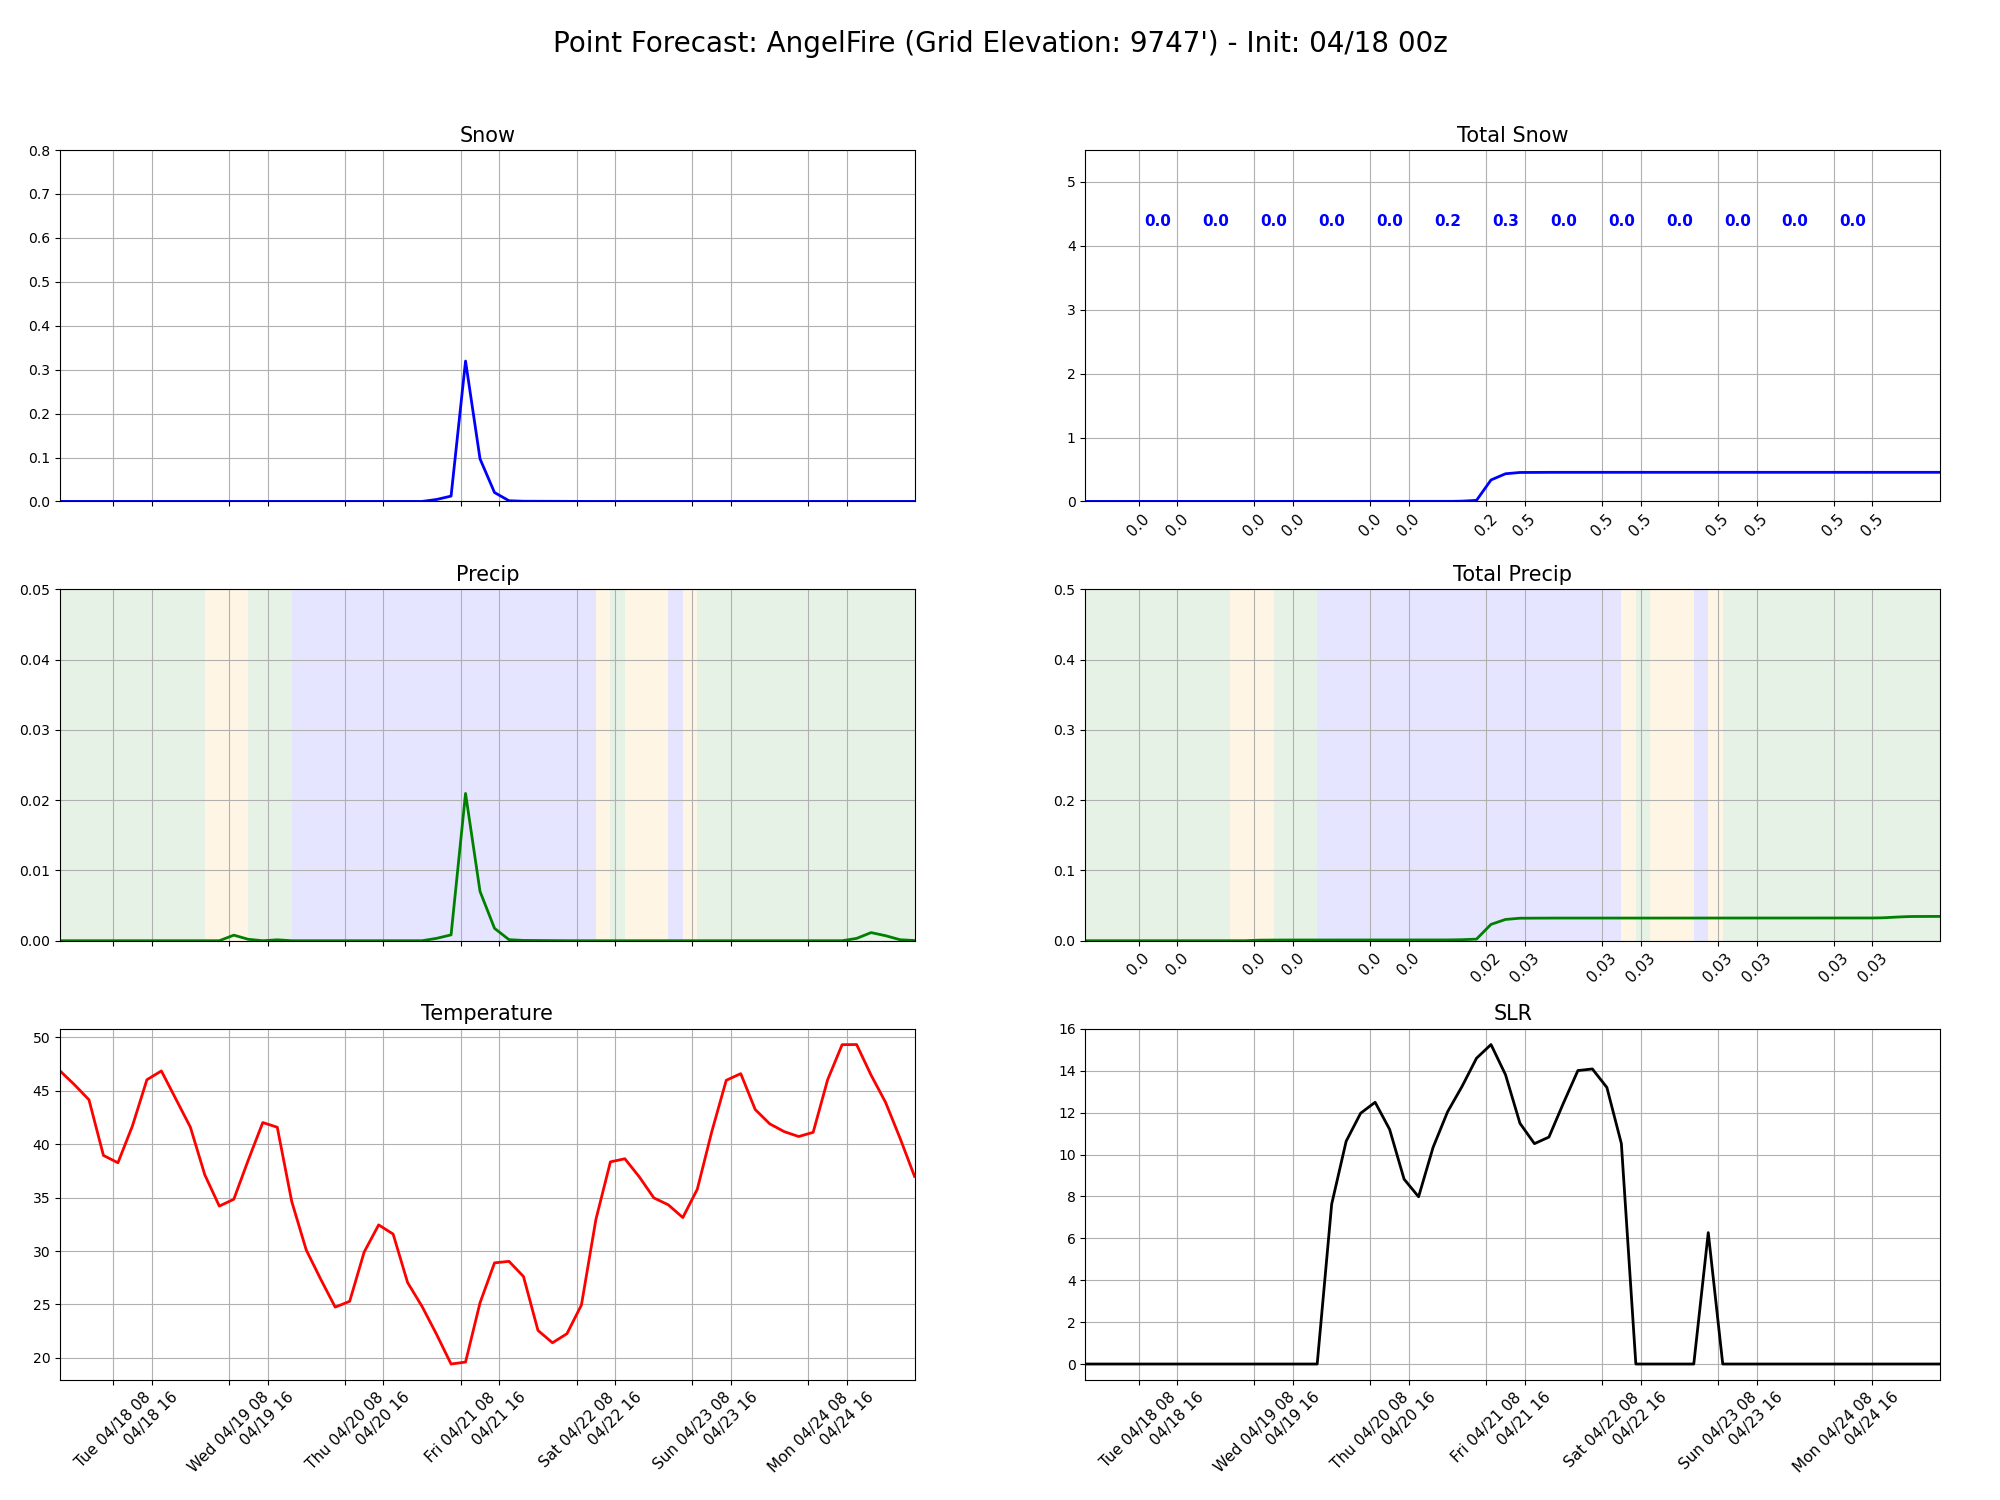 Point Forecast: AngelFire (Grid Elevation: 9747') - Init: 04/18 00z
Snow
0.8
0.7
0.6
0.5
0.4
0.3
0.2
0.1
0.0
Total Snow
5
4
3
2
1
0
0.0 0.0 0.0 0.0 0.0 0.2 0.3 0.0 0.0 0.0 0.0 0.0 0.0
0.0 0.0 0.0 0.0 0.0 0.0 0.2 0.5 0.5 0.5 0.5 0.5 0.5 0.5
Precip
0.05
0.04
0.03
0.02
0.01
0.00
Total Precip
0.5
0.4
0.3
0.2
0.1
0.0
0.0 0.0 0.0 0.0 0.0 0.0 0.02 0.03 0.03 0.03 0.03 0.03 0.03 0.03
Temperature
50
45
40
35
30
25
20
Tue 04/18 08
04/18 16
Wed 04/19 08
04/19 16
Thu 04/20 08
04/20 16
Fri 04/21 08
04/21 16
Sat 04/22 08
04/22 16
Sun 04/23 08
04/23 16
Mon 04/24 08
04/24 16
SLR
16
14
12
10
8
6
4
2
0
Tue 04/18 08
04/18 16
Wed 04/19 08
04/19 16
Thu 04/20 08
04/20 16
Fri 04/21 08
04/21 16
Sat 04/22 08
04/22 16
Sun 04/23 08
04/23 16
Mon 04/24 08
04/24 16